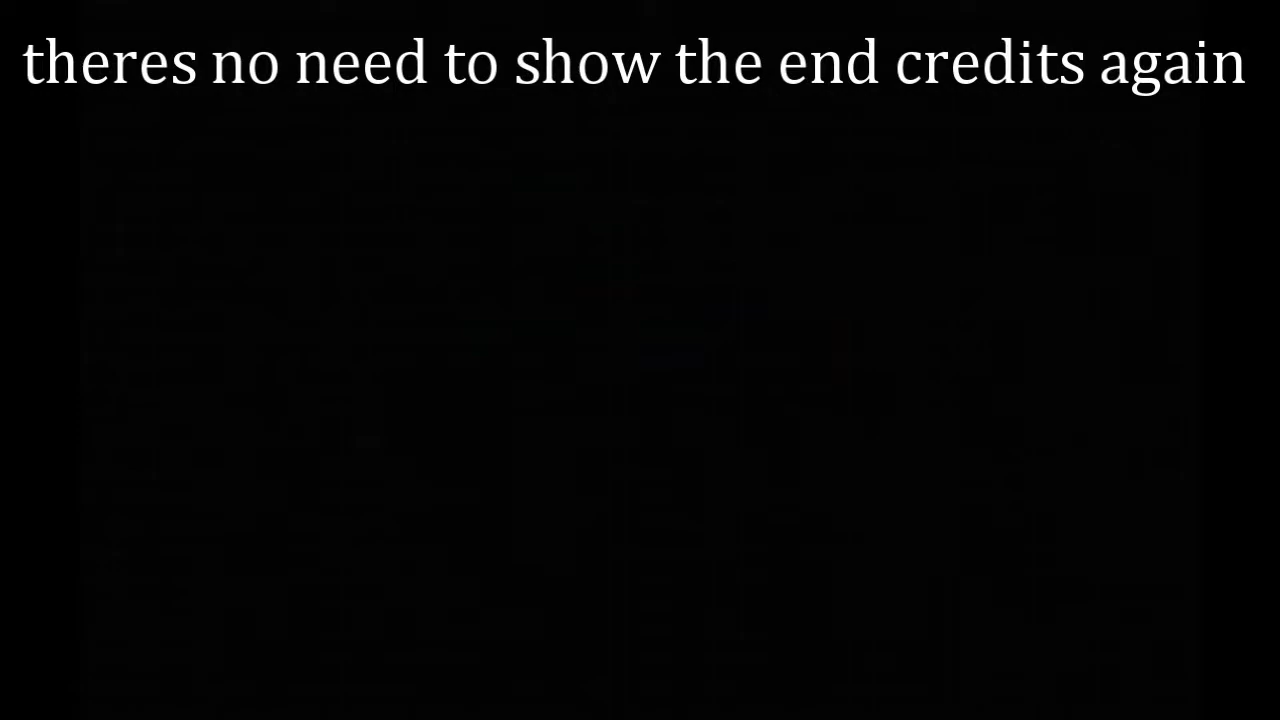 theres no need to show the end credits again